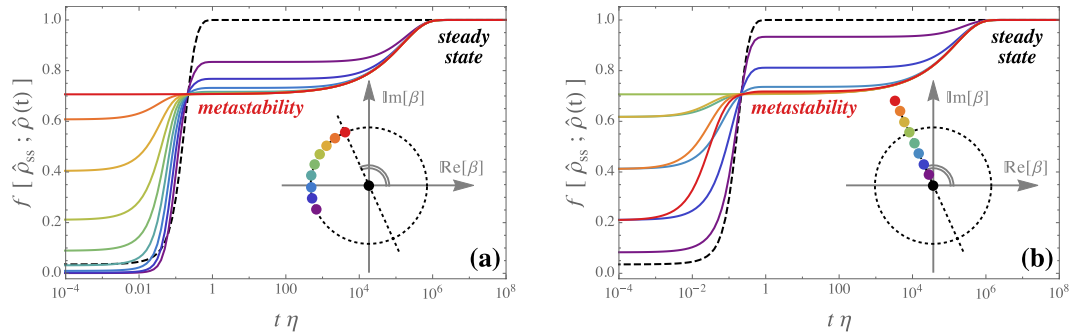 1.0
0.8
0.6
0.4
0.2
0.0
f [ ρ̂ss ; ρ̂(t) ]
steady
state
metastability
𝕀m[β]
ℝe[β]
(a)
10⁻⁴
0.01
1
100
10⁴
10⁶
10⁸
t η
1.0
0.8
0.6
0.4
0.2
0.0
f [ ρ̂ss ; ρ̂(t) ]
steady
state
metastability
𝕀m[β]
ℝe[β]
(b)
10⁻⁴
10⁻²
1
100
10⁴
10⁶
10⁸
t η